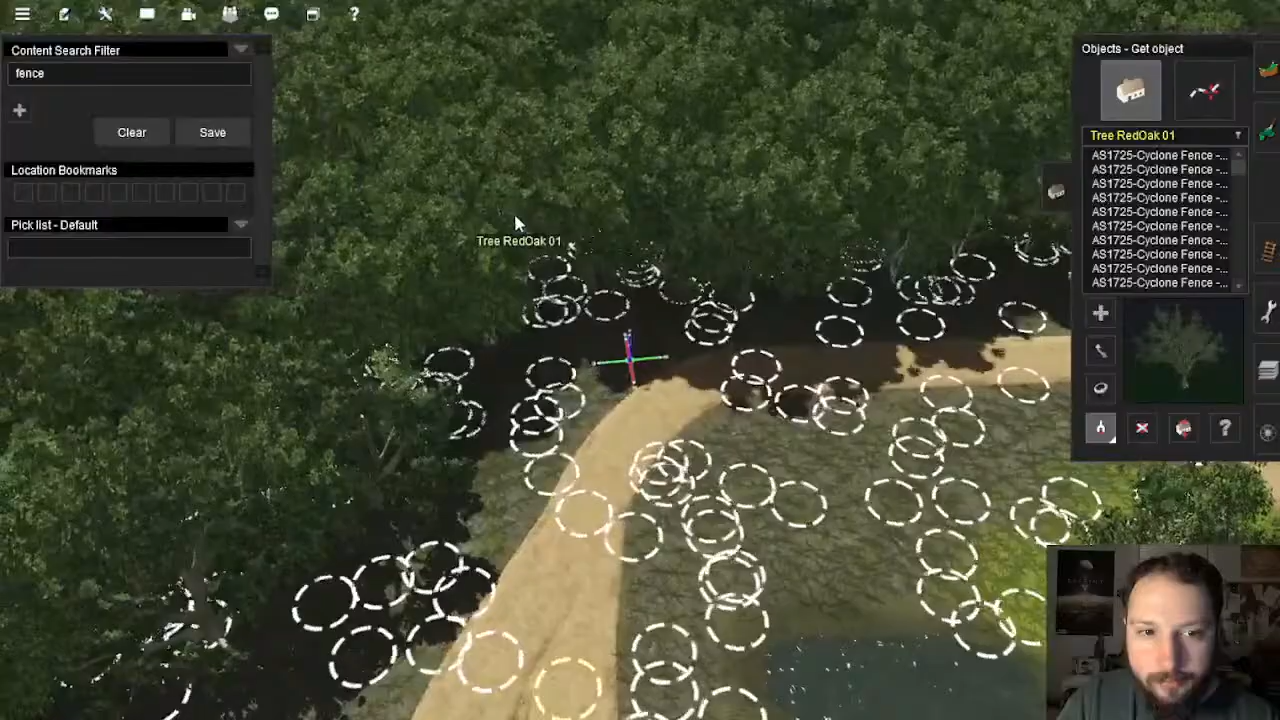 ?
Content Search Filter
fence
Clear
Save
Location Bookmarks
Pick list - Default
Tree RedOak 01
Objects - Get object
Tree RedOak 01
AS1725-Cyclone Fence -...
AS1725-Cyclone Fence -...
AS1725-Cyclone Fence -...
AS1725-Cyclone Fence -...
AS1725-Cyclone Fence -...
AS1725-Cyclone Fence -...
AS1725-Cyclone Fence -...
AS1725-Cyclone Fence -...
AS1725-Cyclone Fence -...
AS1725-Cyclone Fence -...
?